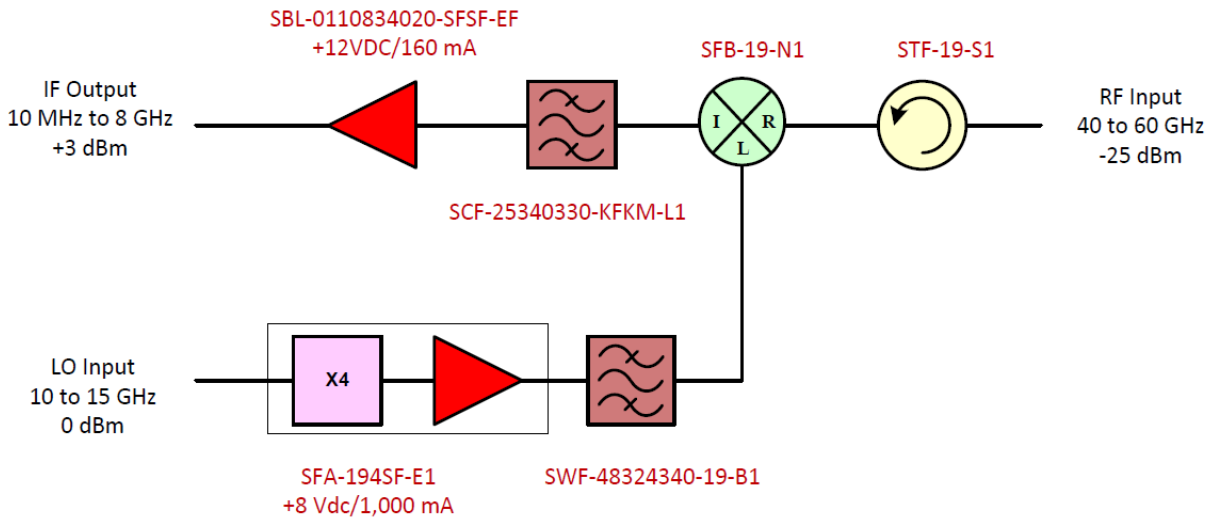 SBL-0110834020-SFSF-EF
+12VDC/160 mA
SFB-19-N1
STF-19-S1
IF Output
10 MHz to 8 GHz
+3 dBm
I
R
L
RF Input
40 to 60 GHz
-25 dBm
SCF-25340330-KFKM-L1
LO Input
10 to 15 GHz
0 dBm
X4
SFA-194SF-E1
+8 Vdc/1,000 mA
SWF-48324340-19-B1